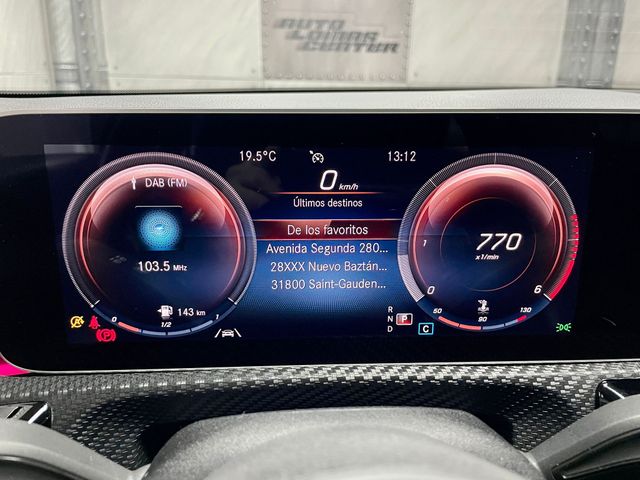 AUTO
LOMAS
CENTER
19.5°C
13:12
0 km/h
DAB (FM)
103.5 MHz
143 km
0 1/2 1
Últimos destinos
De los favoritos
Avenida Segunda 280...
28XXX Nuevo Baztán...
31800 Saint-Gauden...
1
770
x1/min
0 6
50 90 130
R
N
D
P
C
(P)